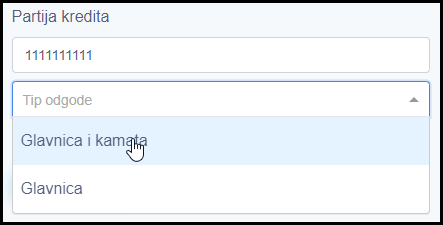 Partija kredita
1111111111
Tip odgode
Glavnica i kamata
Glavnica